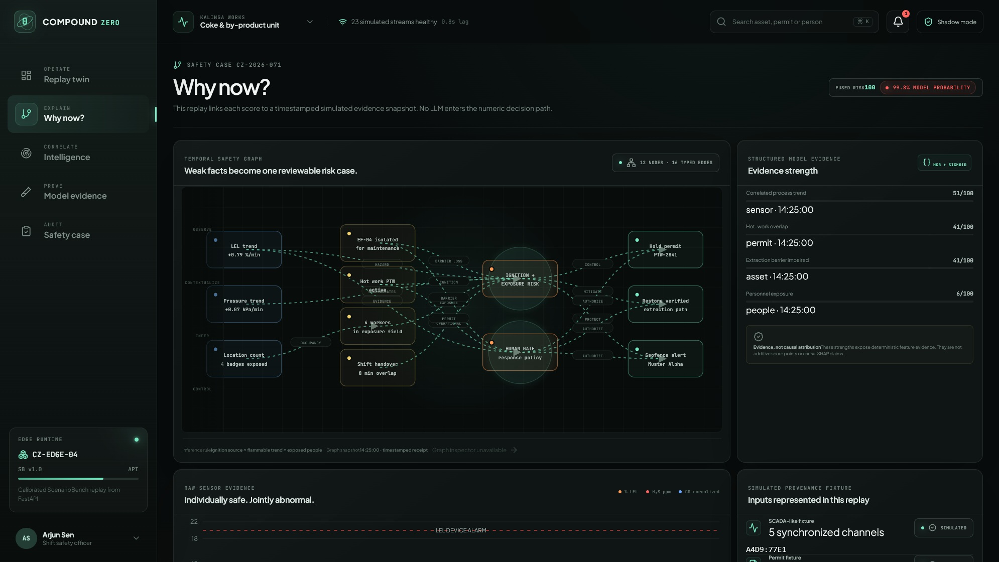 COMPOUND ZERO
KALINGA WORKS
Coke & by-product unit
23 simulated streams healthy 0.8s lag
Search asset, permit or person
⌘ K
1
Shadow mode
OPERATE
Replay twin
EXPLAIN
Why now?
CORRELATE
Intelligence
PROVE
Model evidence
AUDIT
Safety case
EDGE RUNTIME
CZ-EDGE-04
SB v1.0 API
Calibrated ScenarioBench replay from
FastAPI
AS
Arjun Sen
Shift safety officer
SAFETY CASE CZ-2026-071
Why now?
This replay links each score to a timestamped simulated evidence snapshot. No LLM enters the numeric decision path.
FUSED RISK100
99.8% MODEL PROBABILITY
TEMPORAL SAFETY GRAPH
Weak facts become one reviewable risk case.
12 NODES · 16 TYPED EDGES
OBSERVE
CONTEXTUALIZE
INFER
CONTROL
LEL trend
+0.79 %/min
Pressure trend
+0.07 kPa/min
Location count
4 badges exposed
OCCUPANCY
EF-04 isolated
for maintenance
HAZARD
Hot work PTW
active
EVIDENCE
4 workers
in exposure field
Shift handover
8 min overlap
BARRIER LOSS
IGNITION
BARRIER
EXPOSURE
PERMIT
OPERATIONAL
IGNITION +
EXPOSURE RISK
HUMAN GATE
response policy
CONTROL
MITIGATE
AUTHORIZE
PROTECT
AUTHORIZE
AUTHORIZE
Hold permit
PTW-2841
Restore verified
extraction path
Geofence alert
Muster Alpha
Inference ruleIgnition source ∩ flammable trend ∩ exposed people Graph snapshot14:25:00 · timestamped receipt Graph inspector unavailable
STRUCTURED MODEL EVIDENCE
Evidence strength
{} HGB + SIGMOID
Correlated process trend 51/100
sensor · 14:25:00
Hot-work overlap 41/100
permit · 14:25:00
Extraction barrier impaired 41/100
asset · 14:25:00
Personnel exposure 6/100
people · 14:25:00
Evidence, not causal attributionThese strengths expose deterministic feature evidence. They are not
additive score points or causal SHAP claims.
RAW SENSOR EVIDENCE
Individually safe. Jointly abnormal.
% LEL
H₂S ppm
CO normalized
22
LEL DEVICE ALARM
18
SIMULATED PROVENANCE FIXTURE
Inputs represented in this replay
SCADA-like fixture
5 synchronized channels
SIMULATED
A4D9:77E1
Permit fixture